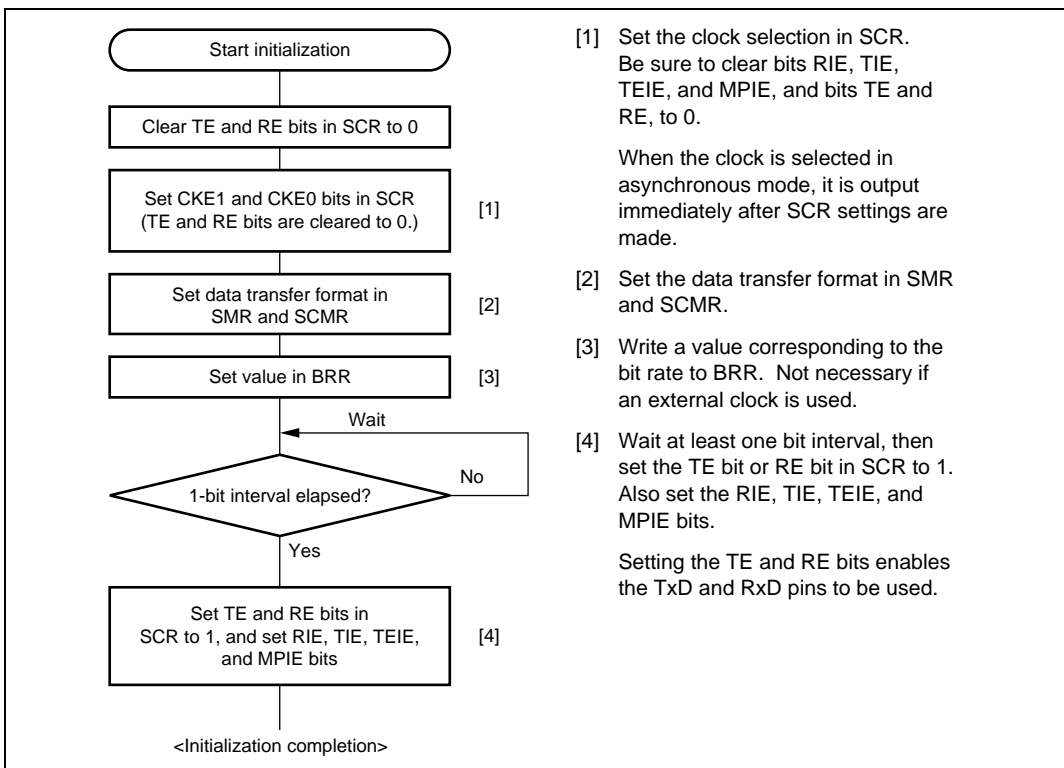 Start initialization
Clear TE and RE bits in SCR to 0
Set CKE1 and CKE0 bits in SCR
(TE and RE bits are cleared to 0.)
[1]
Set data transfer format in
SMR and SCMR
[2]
Set value in BRR
[3]
Wait
1-bit interval elapsed?
No
Yes
Set TE and RE bits in
SCR to 1, and set RIE, TIE, TEIE,
and MPIE bits
[4]
<Initialization completion>
[1] Set the clock selection in SCR.
Be sure to clear bits RIE, TIE,
TEIE, and MPIE, and bits TE and
RE, to 0.
When the clock is selected in
asynchronous mode, it is output
immediately after SCR settings are
made.
[2] Set the data transfer format in SMR
and SCMR.
[3] Write a value corresponding to the
bit rate to BRR.  Not necessary if
an external clock is used.
[4] Wait at least one bit interval, then
set the TE bit or RE bit in SCR to 1.
Also set the RIE, TIE, TEIE, and
MPIE bits.
Setting the TE and RE bits enables
the TxD and RxD pins to be used.